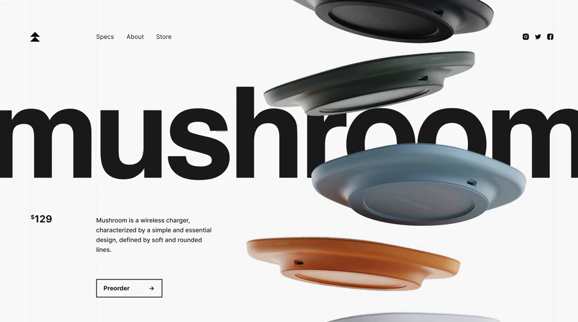 Specs About Store
mushroom
$129
Mushroom is a wireless charger,
characterized by a simple and essential
design, defined by soft and rounded
lines.
Preorder →